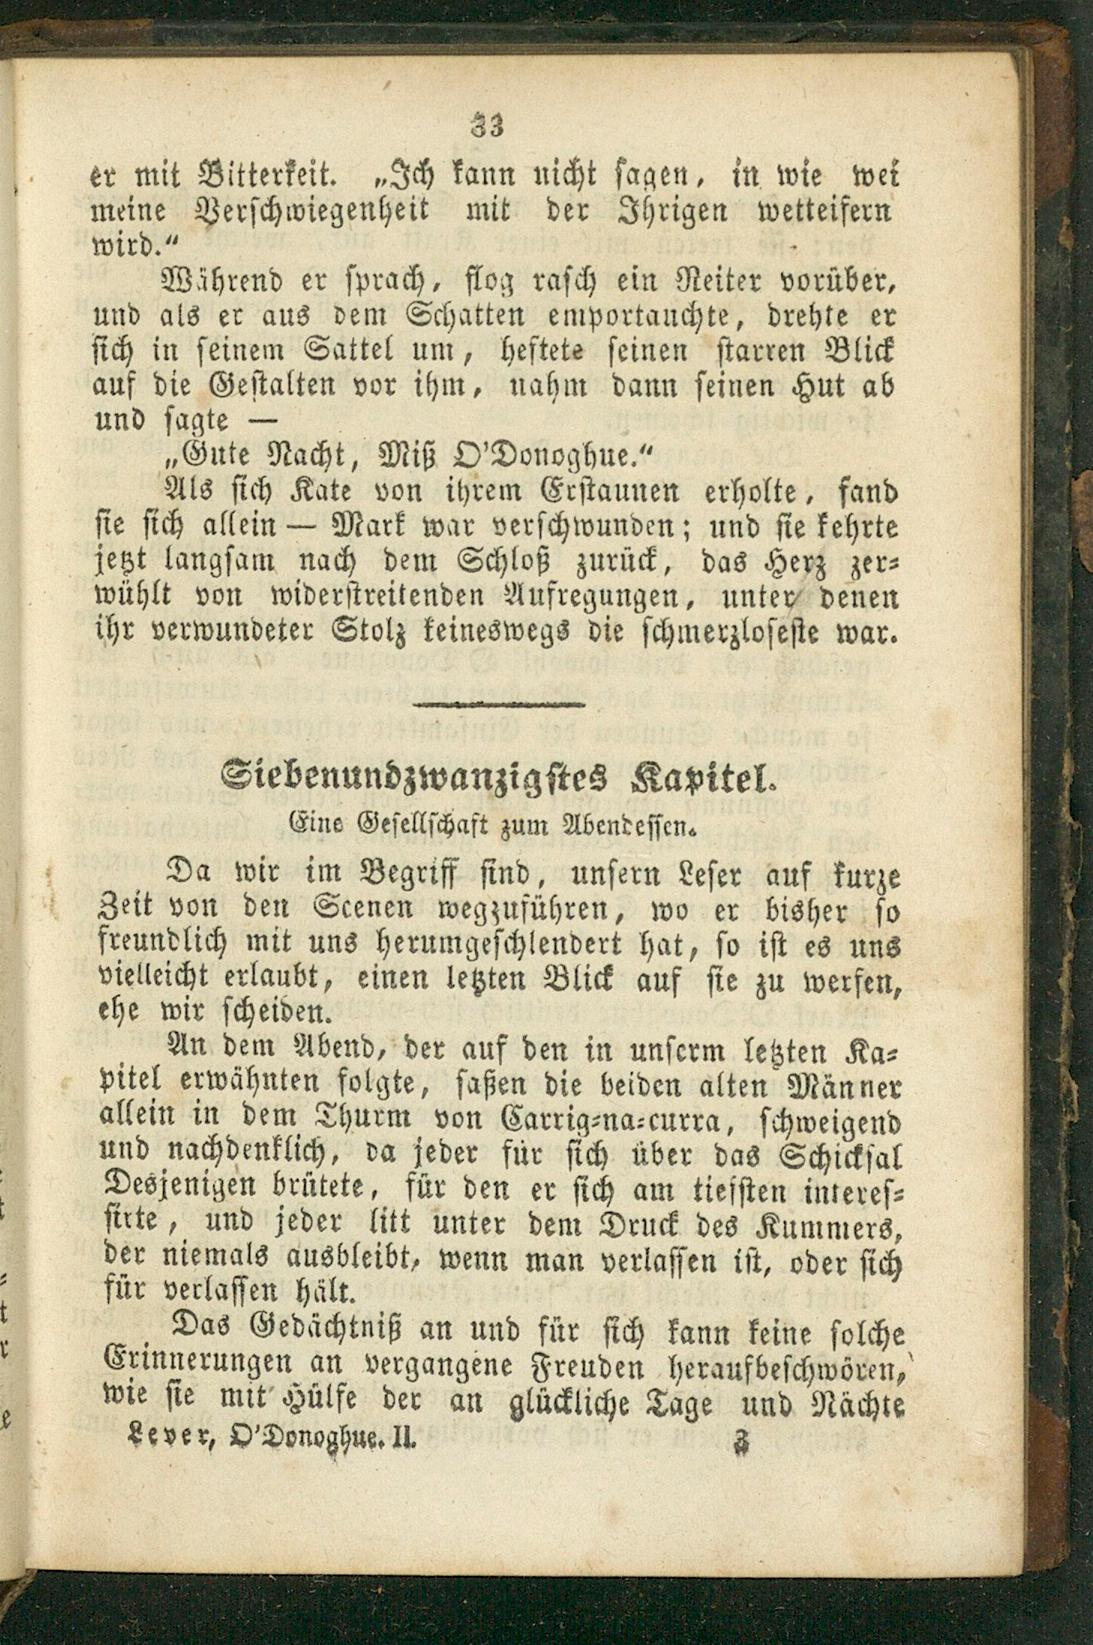 33
er mit Bitterkeit. „Ich kann nicht sagen, in wie wei
meine Verschwiegenheit mit der Ihrigen wetteifern
wird.“
Während er sprach, flog rasch ein Reiter vorüber,
und als er aus dem Schatten emportauchte, drehte er
sich in seinem Sattel um, heftete seinen starren Blick
auf die Gestalten vor ihm, nahm dann seinen Hut ab
und sagte —
„Gute Nacht, Miß O'Donoghue.“
Als sich Kate von ihrem Erstaunen erholte, fand
sie sich allein — Mark war verschwunden; und sie kehrte
jetzt langsam nach dem Schloß zurück, das Herz zer-
wühlt von widerstreitenden Aufregungen, unter denen
ihr verwundeter Stolz keineswegs die schmerzloseste war.
Siebenundzwanzigstes Kapitel.
Eine Gesellschaft zum Abendessen.
Da wir im Begriff sind, unsern Leser auf kurze
Zeit von den Scenen wegzuführen, wo er bisher so
freundlich mit uns herumgeschlendert hat, so ist es uns
vielleicht erlaubt, einen letzten Blick auf sie zu werfen,
ehe wir scheiden.
An dem Abend, der auf den in unserm letzten Ka-
pitel erwähnten folgte, saßen die beiden alten Männer
allein in dem Thurm von Carrig-na-curra, schweigend
und nachdenklich, da jeder für sich über das Schicksal
Desjenigen brütete, für den er sich am tiefsten interes-
sirte, und jeder litt unter dem Druck des Kummers,
der niemals ausbleibt, wenn man verlassen ist, oder sich
für verlassen hält.
Das Gedächtniß an und für sich kann keine solche
Erinnerungen an vergangene Freuden heraufbeschwören,
wie sie mit Hülfe der an glückliche Tage und Nächte
Lever, O'Donoghue. II. 3